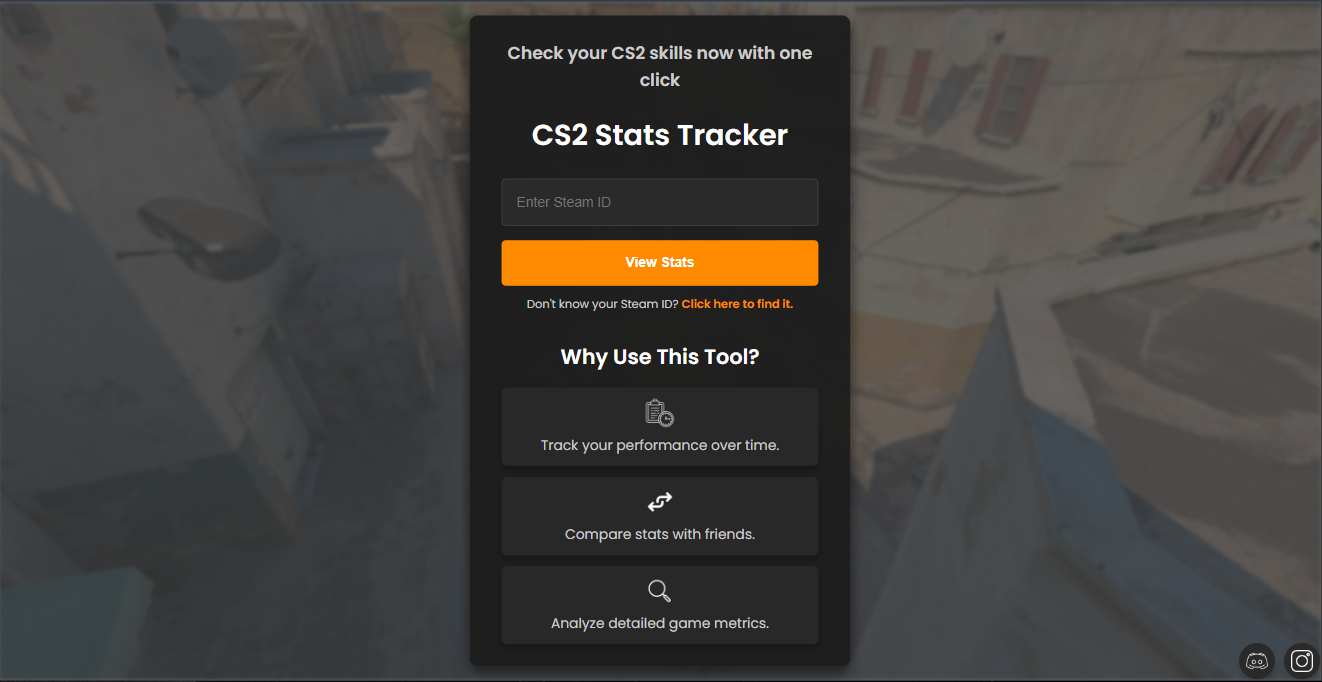 Check your CS2 skills now with one
click
CS2 Stats Tracker
Enter Steam ID
View Stats
Don't know your Steam ID? Click here to find it.
Why Use This Tool?
Track your performance over time.
Compare stats with friends.
Analyze detailed game metrics.